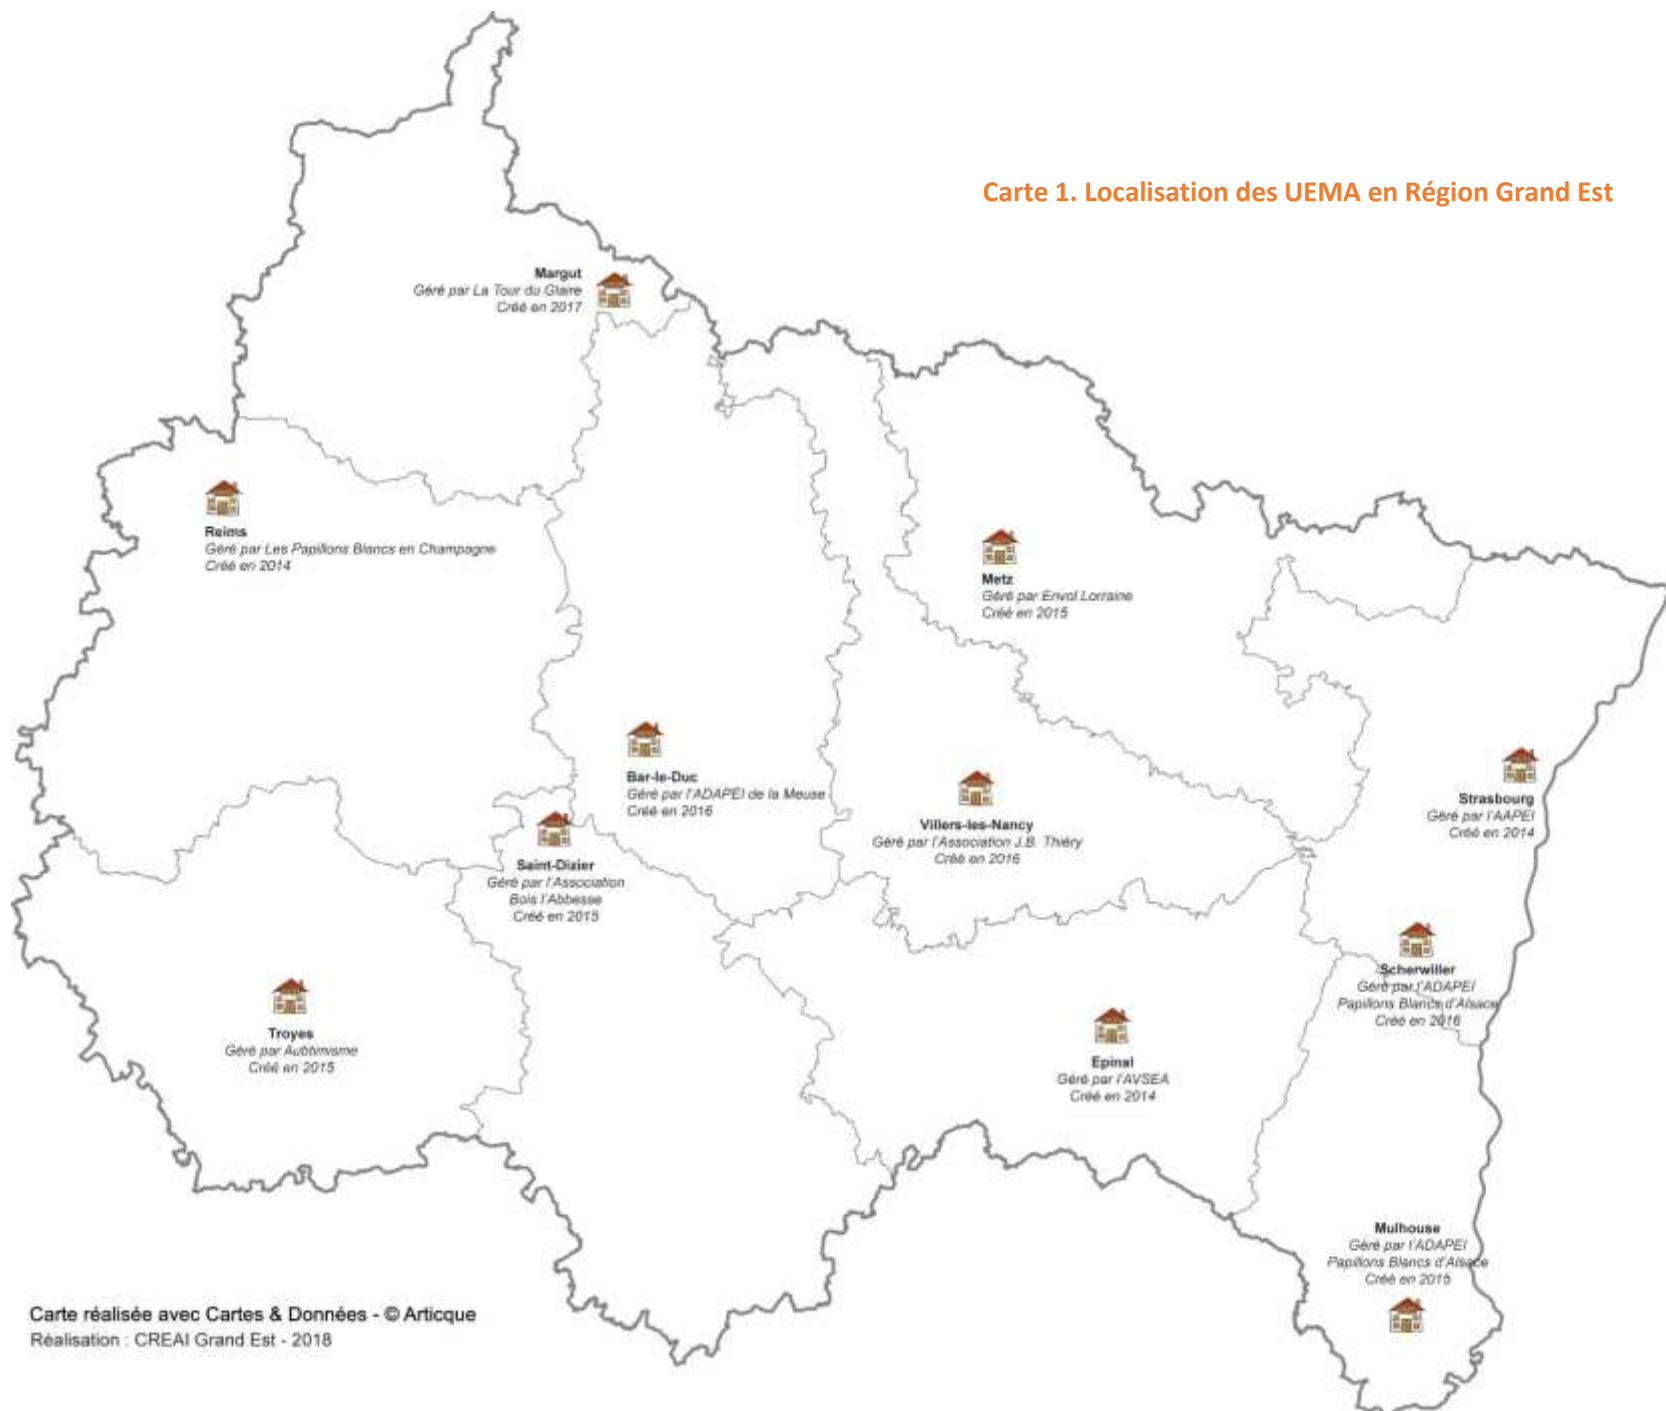 Carte 1. Localisation des UEMA en Région Grand Est
Margut
Géré par La Tour du Glaire
Créé en 2017
Reims
Géré par Les Papillons Blancs en Champagne
Créé en 2014
Metz
Géré par Envol Lorraine
Créé en 2015
Bar-le-Duc
Géré par l'ADAPEI de la Meuse
Créé en 2016
Villers-les-Nancy
Géré par l'Association J.B. Thiéry
Créé en 2016
Strasbourg
Géré par l'AAPEI
Créé en 2014
Saint-Dizier
Géré par l'Association
Bois l'Abbesse
Créé en 2015
Scherwiller
Géré par l'ADAPEI
Papillons Blancs d'Alsace
Créé en 2016
Troyes
Géré par Aubtimisme
Créé en 2015
Epinal
Géré par l'AVSEA
Créé en 2014
Mulhouse
Géré par l'ADAPEI
Papillons Blancs d'Alsace
Créé en 2015
Carte réalisée avec Cartes & Données - © Articque
Réalisation : CREAI Grand Est - 2018